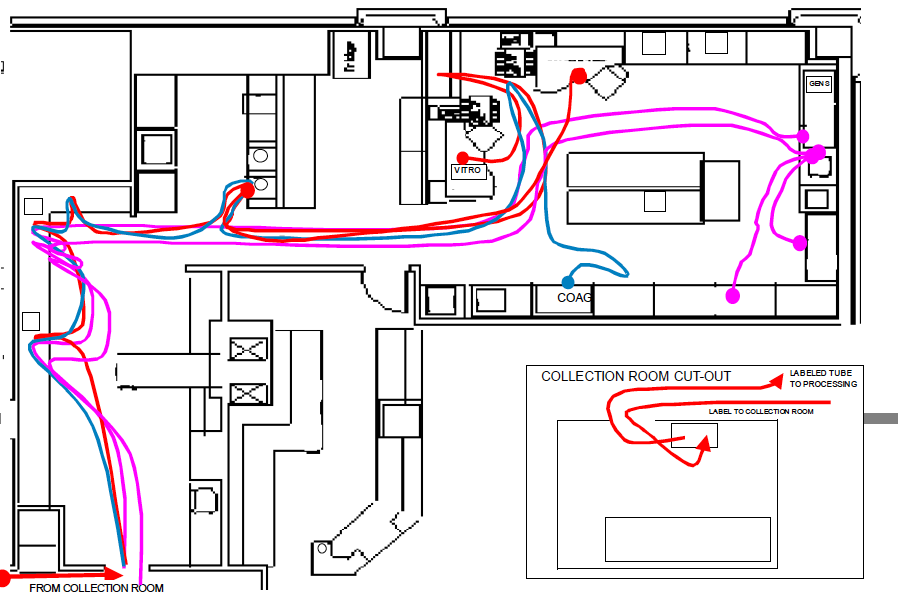 Fridge
GENS
VITRO
COAG
COLLECTION ROOM CUT-OUT
LABELED TUBE
TO PROCESSING
LABEL TO COLLECTION ROOM
FROM COLLECTION ROOM